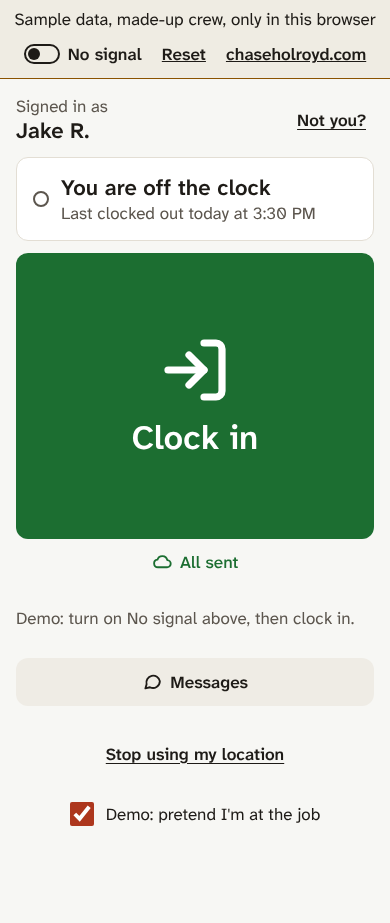 Sample data, made-up crew, only in this browser
No signal Reset chaseholroyd.com
Signed in as
Jake R.
Not you?
You are off the clock
Last clocked out today at 3:30 PM
Clock in
All sent
Demo: turn on No signal above, then clock in.
Messages
Stop using my location
Demo: pretend I'm at the job